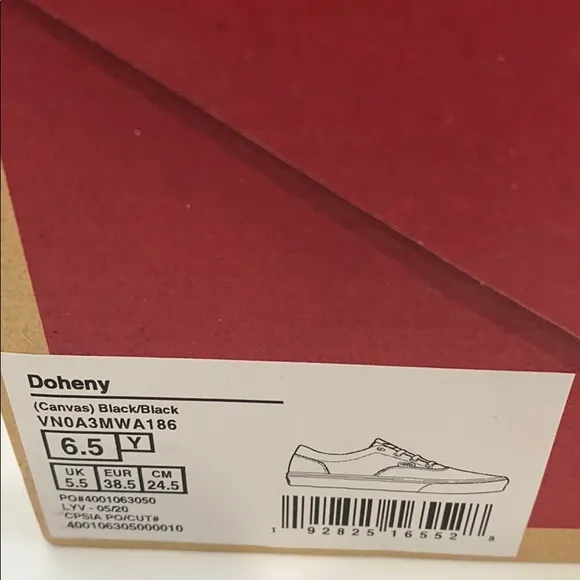 Doheny
(Canvas) Black/Black
VN0A3MWA186
6.5 Y
UK EUR CM
5.5 38.5 24.5
PO#4001063050
LYV - 05/20
CPSIA PO/CUT#
400106305000010
1 92825 16552 8